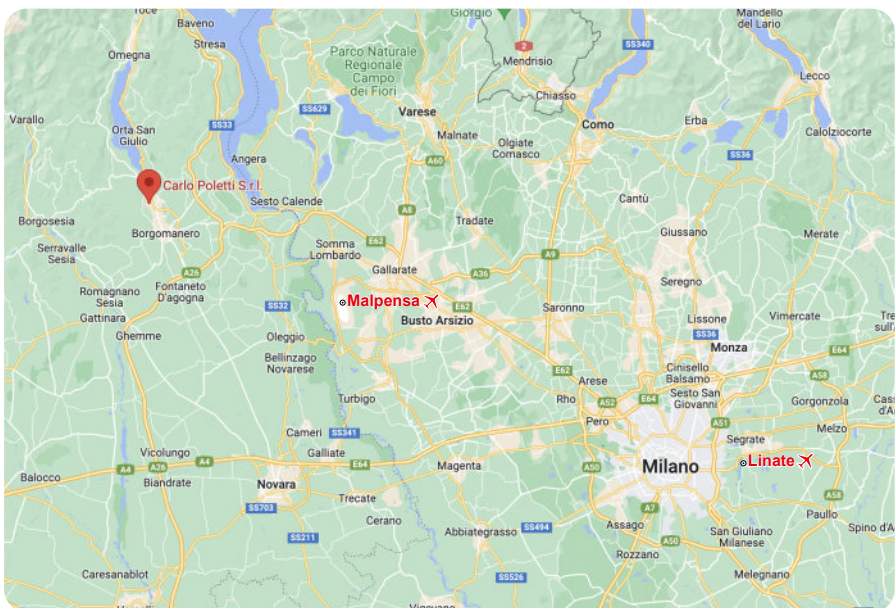 Toce
Baveno
Giorgio
Mandello
del Lario
Omegna
Stresa
Parco Naturale
Regionale
Campo
dei Fiori
2
Mendrisio
SS340
Lecco
SS629
Chiasso
Varallo
Orta San
Giulio
SS33
Varese
Malnate
Como
Erba
Calolziocorte
Olgiate
Comasco
SS36
Angera
A60
Carlo Poletti S.r.l.
Sesto Calende
A8
Tradate
Cantù
Borgosesia
Borgomanero
Somma
Lombardo
E62
Giussano
Merate
Serravalle
Sesia
A26
Gallarate
A36
A9
Seregno
Romagnano
Sesia
Fontaneto
D'agogna
SS32
Malpensa
E62
Saronno
Gattinara
Busto Arsizio
Lissone
Vimercate
Ghemme
Oleggio
SS36
Monza
E64
Bellinzago
Novarese
E62
Cinisello
Balsamo
A58
Arese
Turbigo
Rho
A52
E64
Sesto San
Giovanni
Gorgonzola
Pero
A51
Melzo
Cameri
SS341
Segrate
Vicolungo
Galliate
Linate
Balocco
A4
A26
A4
E64
Magenta
A50
Milano
Biandrate
Novara
Trecate
A58
SS703
Cerano
A7
Paullo
SS211
Abbiategrasso
SS494
Assago
San Giuliano
Milanese
Spino d'A
A50
Rozzano
Caresanablot
SS526
Melegnano